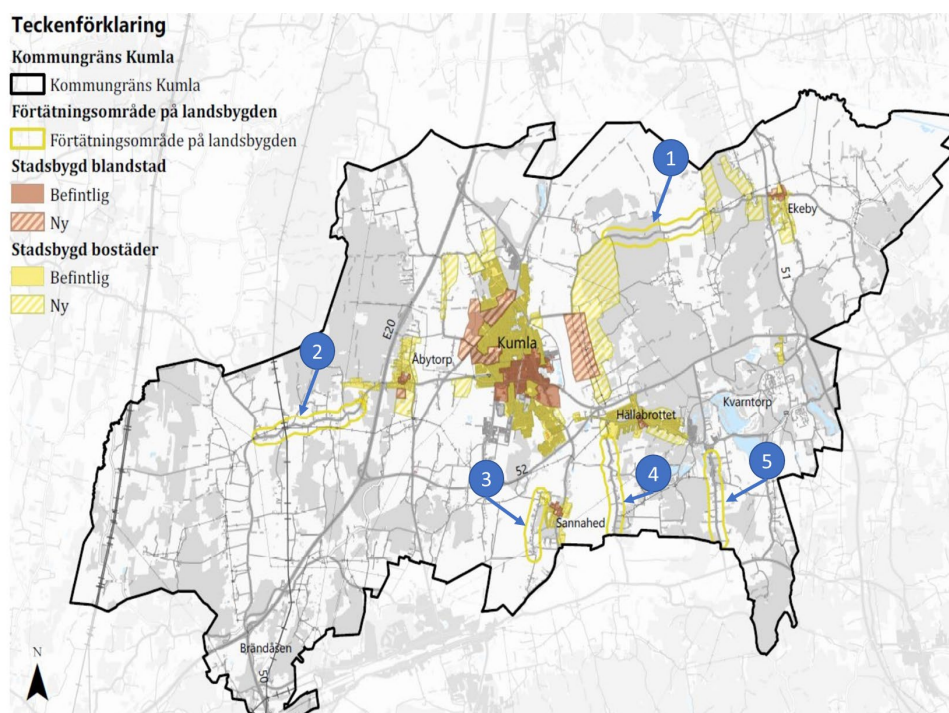 Teckenförklaring
Kommungräns Kumla
Kommungräns Kumla
Förtätningsområde på landsbygden
Förtätningsområde på landsbygden
Stadsbygd blandstad
Befintlig
Ny
Stadsbygd bostäder
Befintlig
Ny
1
Ekeby
51
E20
Kumla
2
Åbytorp
Hällabrottet
Kvarntorp
52
3
4
5
Sannahed
Brändåsen
50
N